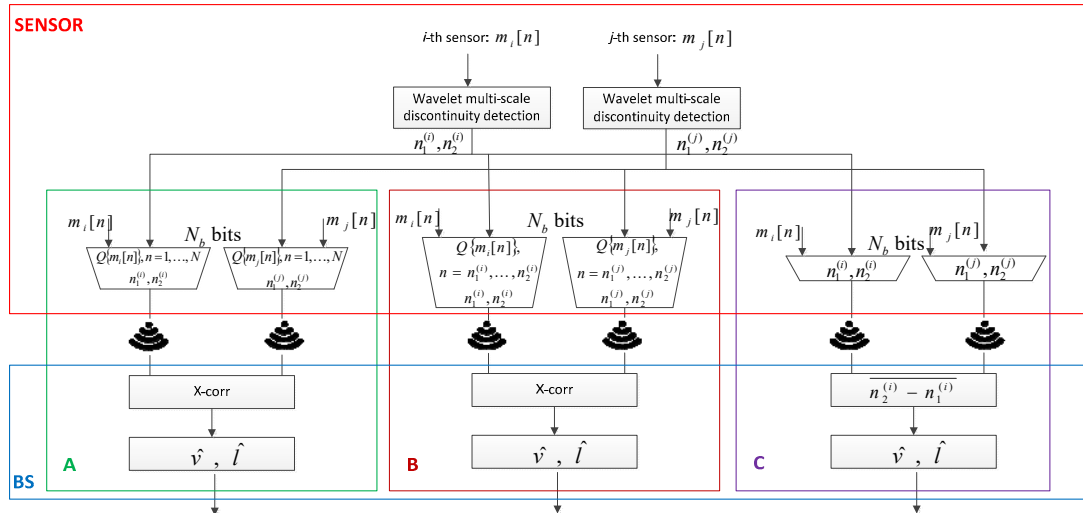 SENSOR
i-th sensor: m_i[n]
j-th sensor: m_j[n]
Wavelet multi-scale
discontinuity detection
Wavelet multi-scale
discontinuity detection
n_1^(i), n_2^(i)
n_1^(j), n_2^(j)
m_i[n]
N_b bits
m_j[n]
Q{m_i[n]}, n = 1,…, N
n_1^(i), n_2^(i)
Q{m_j[n]}, n = 1,…, N
n_1^(j), n_2^(j)
m_i[n]
N_b bits
m_j[n]
Q{m_i[n]},
n = n_1^(i),…, n_2^(i)
n_1^(i), n_2^(i)
Q{m_j[n]},
n = n_1^(j),…, n_2^(j)
n_1^(j), n_2^(j)
m_i[n]
N_b bits
m_j[n]
n_1^(i), n_2^(i)
n_1^(j), n_2^(j)
X-corr
X-corr
\overline{n_2^(i) − n_1^(i)}
v̂ , l̂
v̂ , l̂
v̂ , l̂
A
B
C
BS